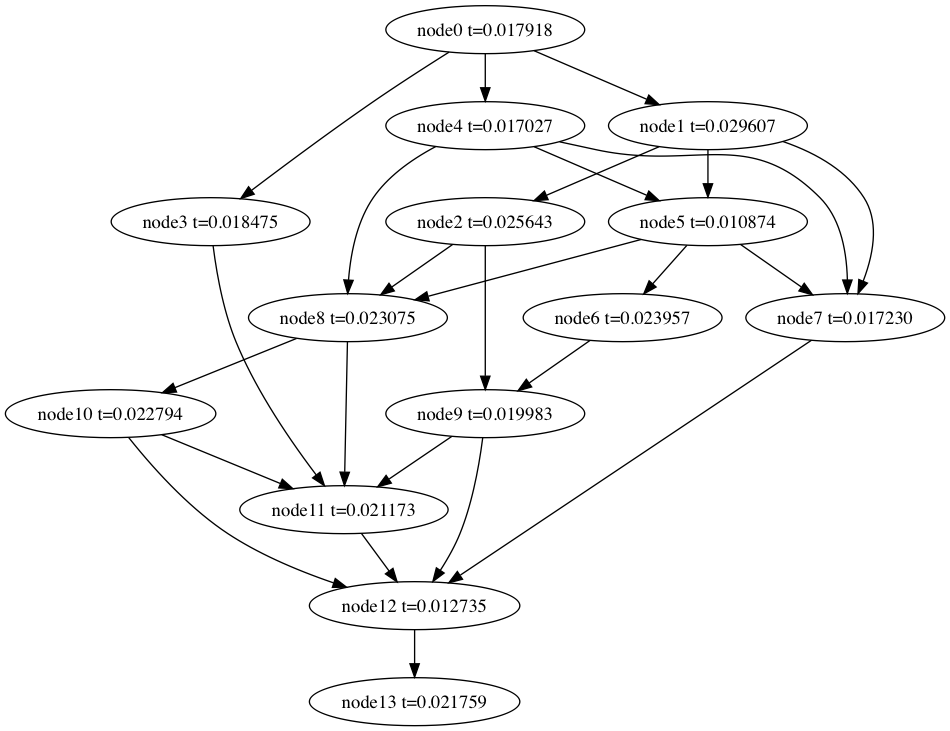 node0 t=0.017918
node4 t=0.017027
node1 t=0.029607
node3 t=0.018475
node2 t=0.025643
node5 t=0.010874
node8 t=0.023075
node6 t=0.023957
node7 t=0.017230
node10 t=0.022794
node9 t=0.019983
node11 t=0.021173
node12 t=0.012735
node13 t=0.021759